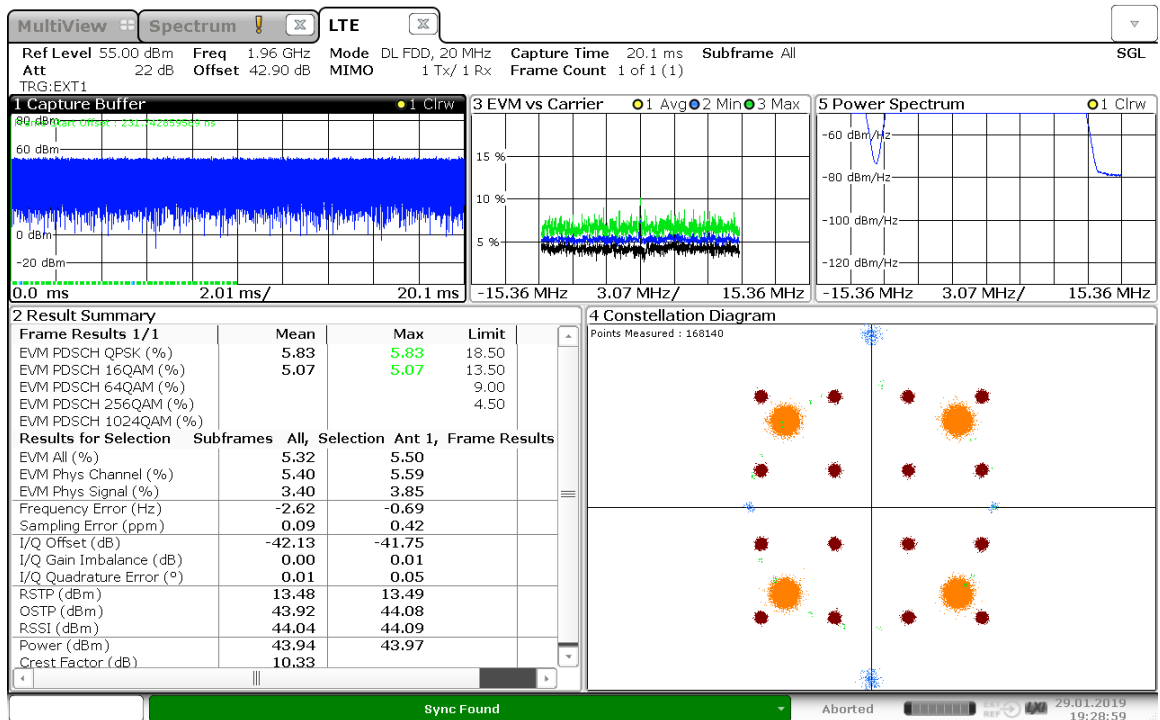 MultiView Spectrum ! x LTE x
Ref Level 55.00 dBm Freq 1.96 GHz Mode DL FDD, 20 MHz Capture Time 20.1 ms Subframe All SGL
Att 22 dB Offset 42.90 dB MIMO 1 Tx/ 1 Rx Frame Count 1 of 1 (1)
TRG:EXT1
1 Capture Buffer 1 Clrw
80 dBm
60 dBm
0 dBm
-20 dBm
0.0 ms 2.01 ms/ 20.1 ms
3 EVM vs Carrier 1 Avg 2 Min 3 Max
15 %
10 %
5 %
-15.36 MHz 3.07 MHz/ 15.36 MHz
5 Power Spectrum 1 Clrw
-60 dBm/Hz
-80 dBm/Hz
-100 dBm/Hz
-120 dBm/Hz
-15.36 MHz 3.07 MHz/ 15.36 MHz
2 Result Summary
Frame Results 1/1 Mean Max Limit
EVM PDSCH QPSK (%) 5.83 5.83 18.50
EVM PDSCH 16QAM (%) 5.07 5.07 13.50
EVM PDSCH 64QAM (%) 9.00
EVM PDSCH 256QAM (%) 4.50
EVM PDSCH 1024QAM (%)
Results for Selection Subframes All, Selection Ant 1, Frame Results
EVM All (%) 5.32 5.50
EVM Phys Channel (%) 5.40 5.59
EVM Phys Signal (%) 3.40 3.85
Frequency Error (Hz) -2.62 -0.69
Sampling Error (ppm) 0.09 0.42
I/Q Offset (dB) -42.13 -41.75
I/Q Gain Imbalance (dB) 0.00 0.01
I/Q Quadrature Error (°) 0.01 0.05
RSTP (dBm) 13.48 13.49
OSTP (dBm) 43.92 44.08
RSSI (dBm) 44.04 44.09
Power (dBm) 43.94 43.97
Crest Factor (dB) 10.33
4 Constellation Diagram
Points Measured : 168140
Sync Found
Aborted
EXT REF
LXI
29.01.2019
19:28:59